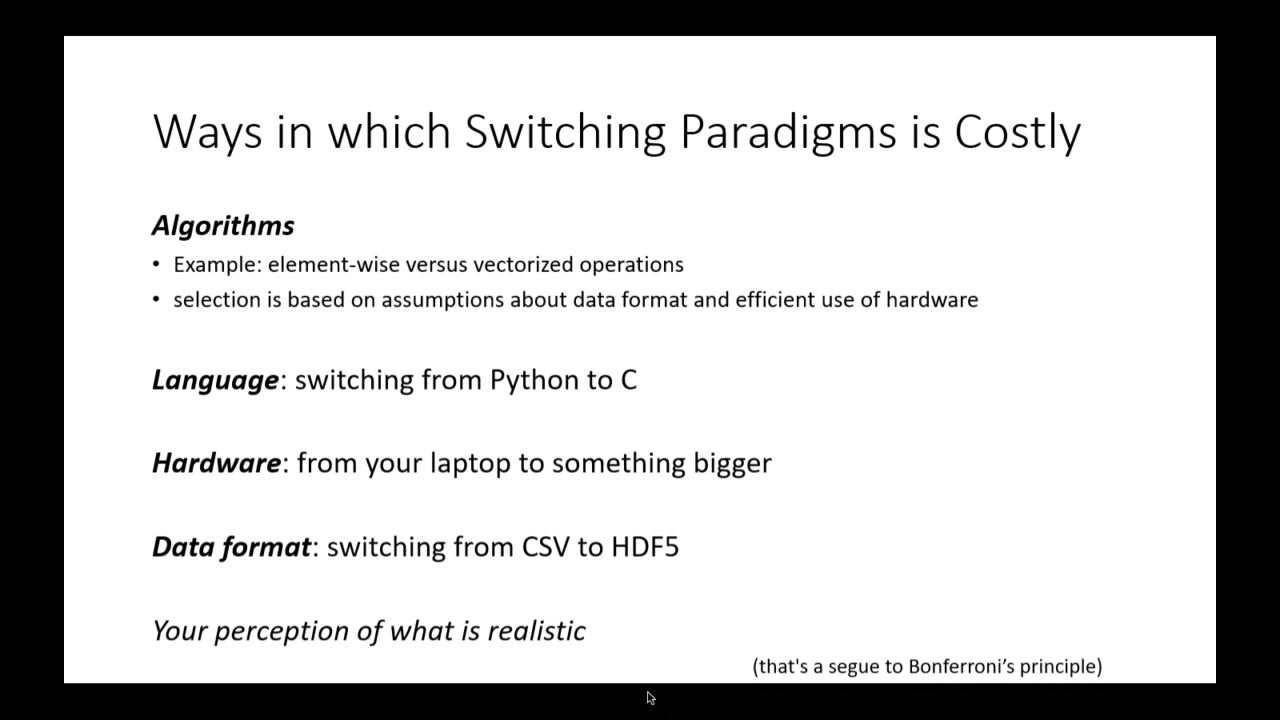 Ways in which Switching Paradigms is Costly
Algorithms
• Example: element-wise versus vectorized operations
• selection is based on assumptions about data format and efficient use of hardware
Language: switching from Python to C
Hardware: from your laptop to something bigger
Data format: switching from CSV to HDF5
Your perception of what is realistic
(that's a segue to Bonferroni’s principle)